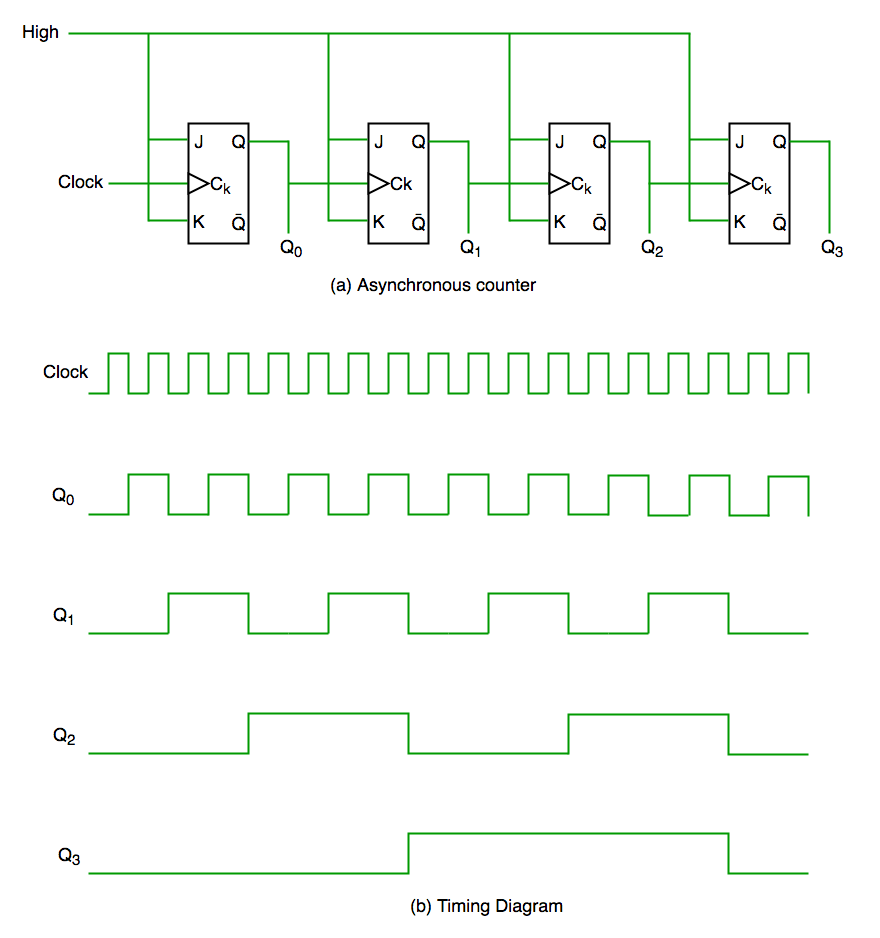 High
J Q J Q J Q J Q
Clock Cₖ Ck Cₖ Cₖ
K Q̄ K Q̄ K Q̄ K Q̄
Q₀ Q₁ Q₂ Q₃
(a) Asynchronous counter
Clock
Q₀
Q₁
Q₂
Q₃
(b) Timing Diagram